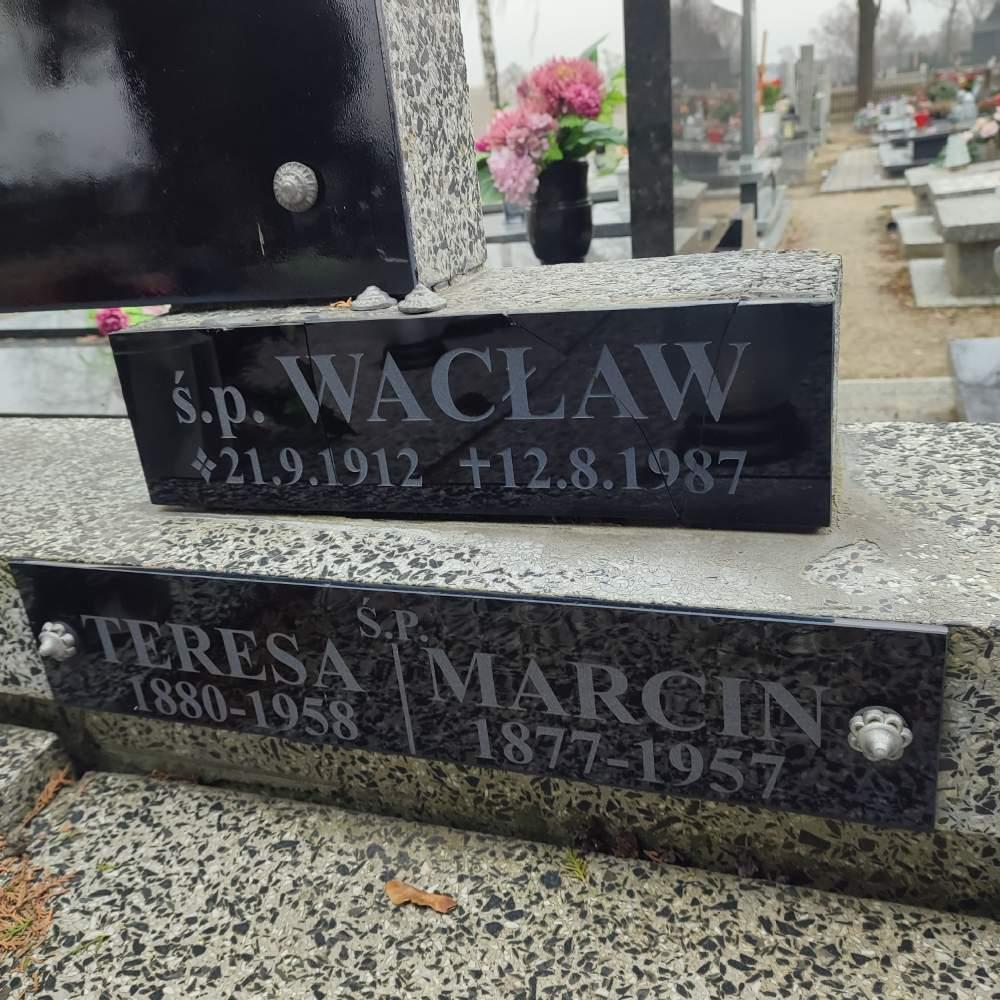 ś.p. WACŁAW
❖21.9.1912 ✝12.8.1987
Ś.P.
TERESA | MARCIN
1880-1958 | 1877-1957